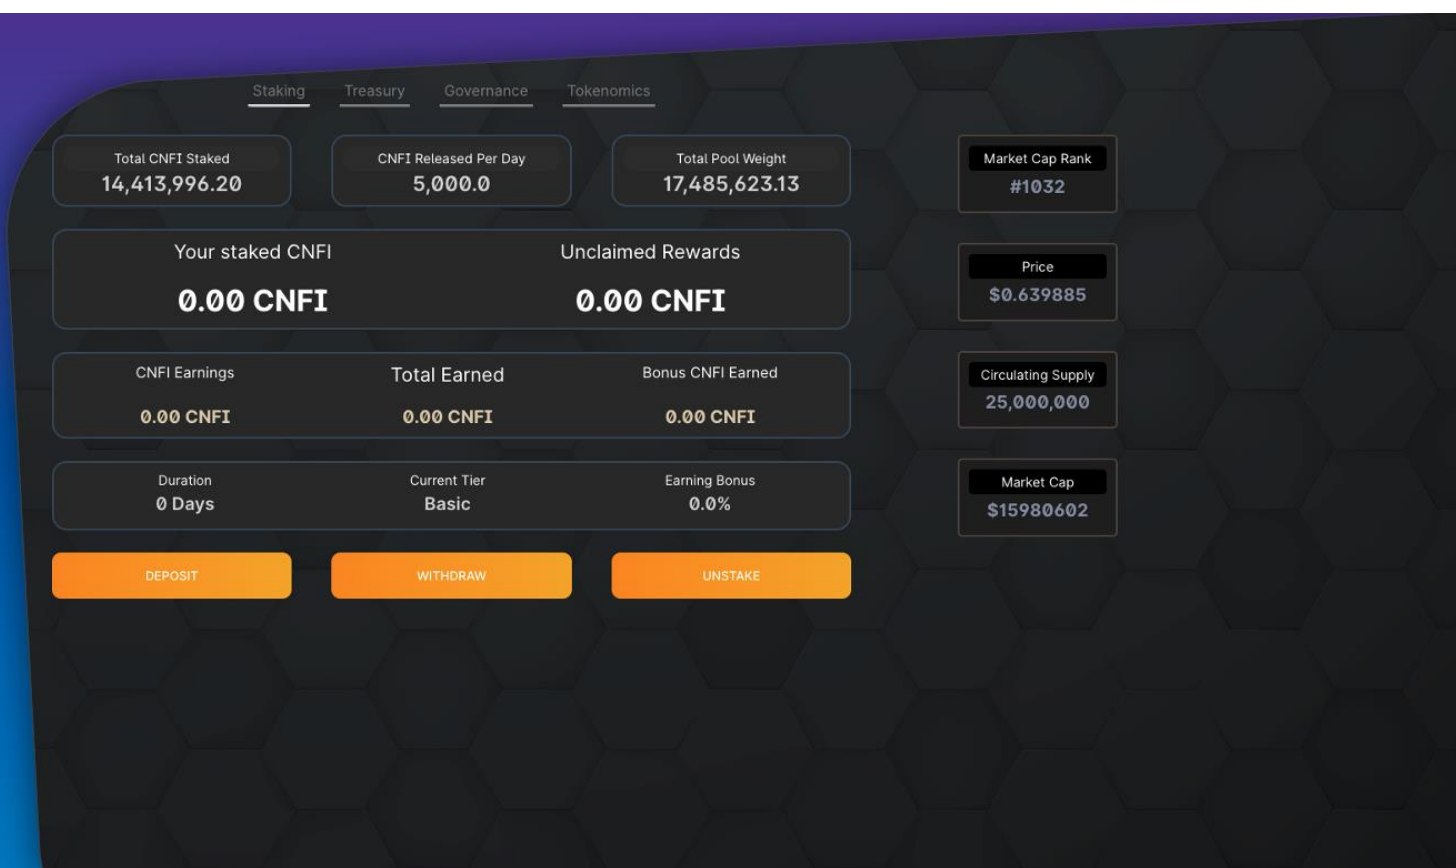 Staking Treasury Governance Tokenomics
Total CNFI Staked CNFI Released Per Day Total Pool Weight
14,413,996.20 5,000.0 17,485,623.13
Your staked CNFI Unclaimed Rewards
0.00 CNFI 0.00 CNFI
CNFI Earnings Total Earned Bonus CNFI Earned
0.00 CNFI 0.00 CNFI 0.00 CNFI
Duration Current Tier Earning Bonus
0 Days Basic 0.0%
DEPOSIT WITHDRAW UNSTAKE
Market Cap Rank
#1032
Price
$0.639885
Circulating Supply
25,000,000
Market Cap
$15980602